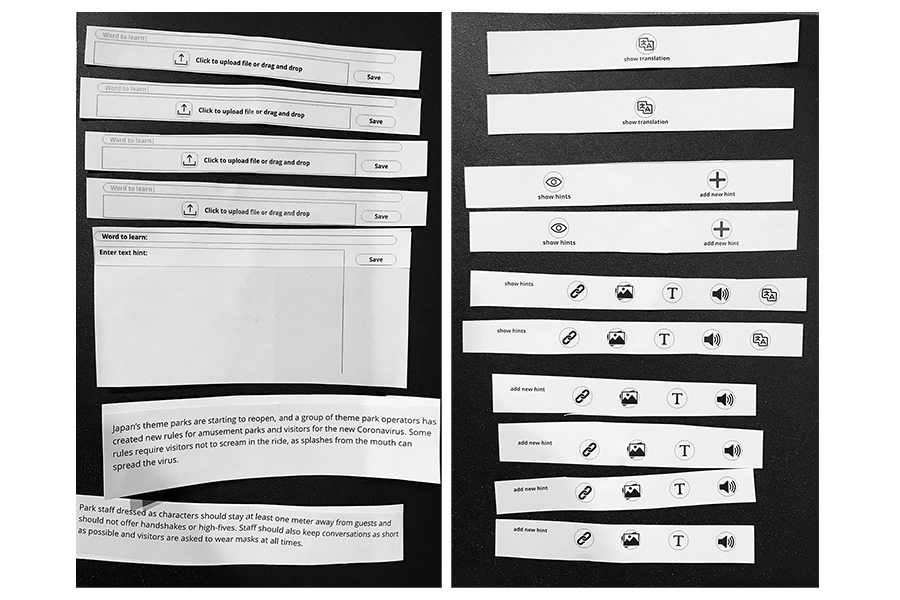 Word to learn
Click to upload file or drag and drop
Save
Word to learn
Click to upload file or drag and drop
Save
Word to learn
Click to upload file or drag and drop
Save
Word to learn
Click to upload file or drag and drop
Save
Word to learn:
Enter text hint:
Save
Japan's theme parks are starting to reopen, and a group of theme park operators has
created new rules for amusement parks and visitors for the new Coronavirus. Some
rules require visitors not to scream in the ride, as splashes from the mouth can
spread the virus.
Park staff dressed as characters should stay at least one meter away from guests and
should not offer handshakes or high-fives. Staff should also keep conversations as short
as possible and visitors are asked to wear masks at all times.
文A
show translation
文A
show translation
show hints
add new hint
show hints
add new hint
show hints T 文A
show hints T 文A
add new hint T
add new hint T
add new hint T
add new hint T